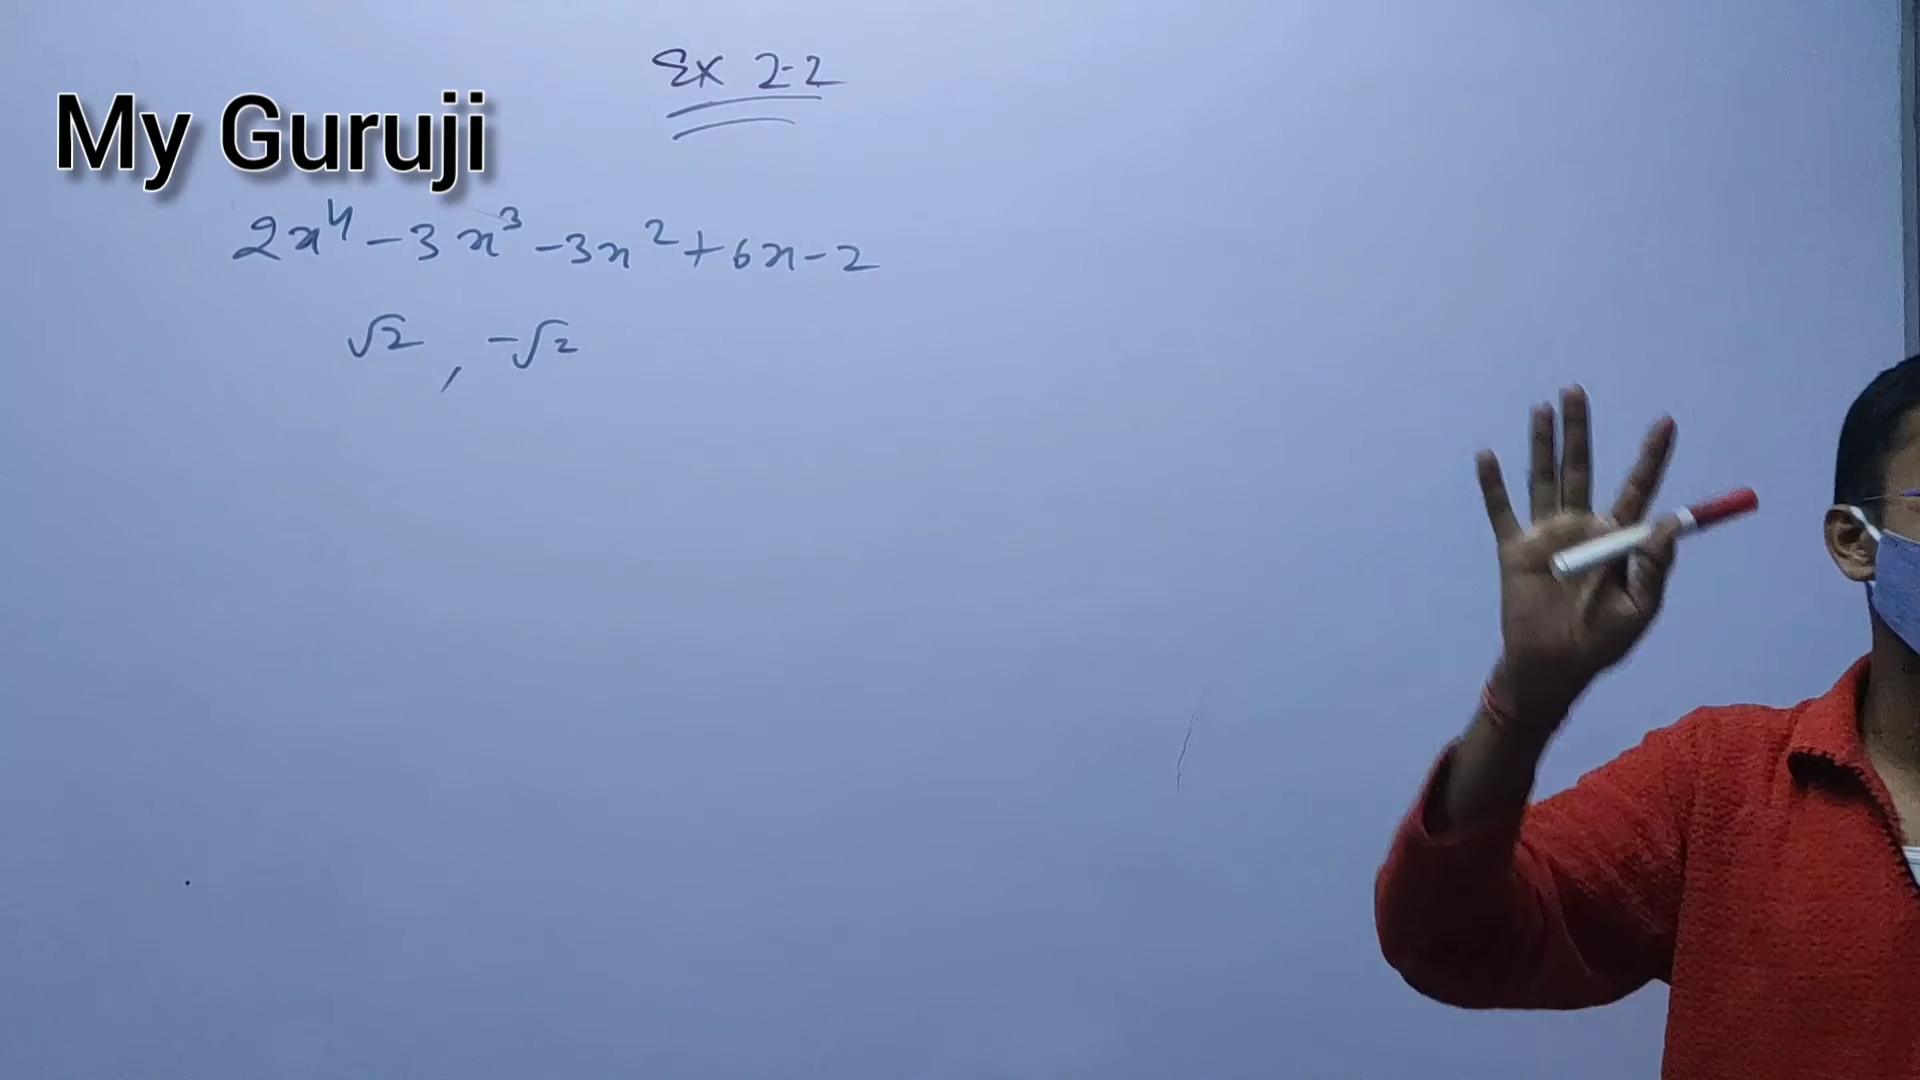 Ex 2.2
My Guruji
2x⁴ - 3x³ - 3x² + 6x - 2
√2 , -√2